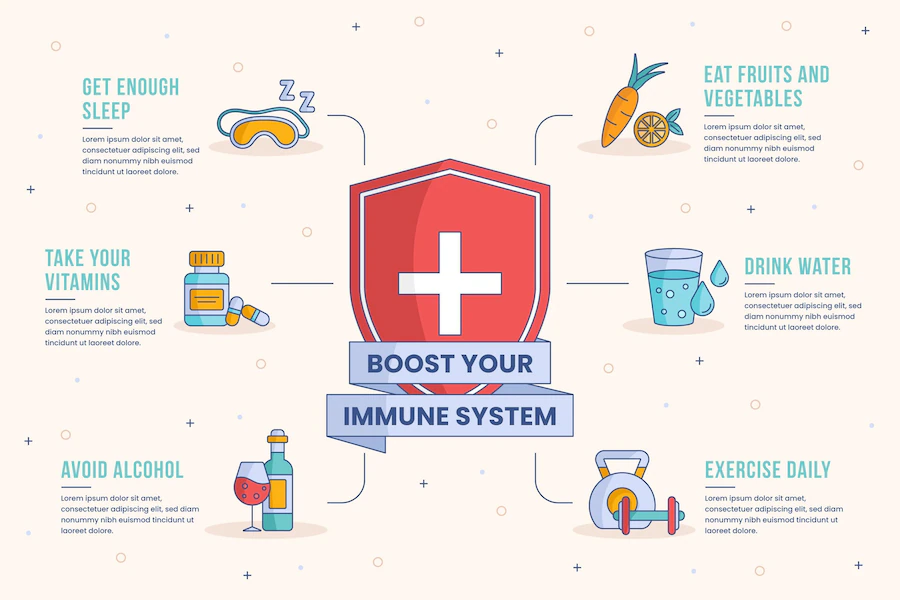 GET ENOUGH
SLEEP
Lorem ipsum dolor sit amet,
consectetuer adipiscing elit, sed
diam nonummy nibh euismod
tincidunt ut laoreet dolore.
Z Z
TAKE YOUR
VITAMINS
Lorem ipsum dolor sit amet,
consectetuer adipiscing elit, sed
diam nonummy nibh euismod
tincidunt ut laoreet dolore.
AVOID ALCOHOL
Lorem ipsum dolor sit amet,
consectetuer adipiscing elit, sed diam
nonummy nibh euismod tincidunt ut
laoreet dolore.
BOOST YOUR
IMMUNE SYSTEM
EAT FRUITS AND
VEGETABLES
Lorem ipsum dolor sit amet,
consectetuer adipiscing elit, sed
diam nonummy nibh euismod
tincidunt ut laoreet dolore.
DRINK WATER
Lorem ipsum dolor sit amet,
consectetuer adipiscing elit, sed
diam nonummy nibh euismod
tincidunt ut laoreet dolore.
EXERCISE DAILY
Lorem ipsum dolor sit amet,
consectetuer adipiscing elit, sed diam
nonummy nibh euismod tincidunt ut
laoreet dolore.